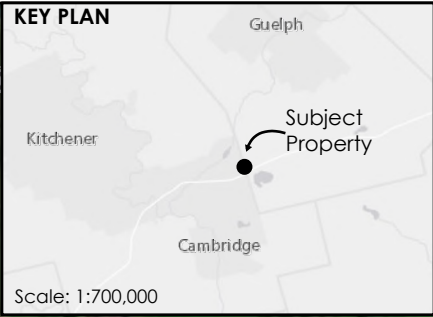 KEY PLAN
Guelph
Subject
Property
Kitchener
Cambridge
Scale: 1:700,000